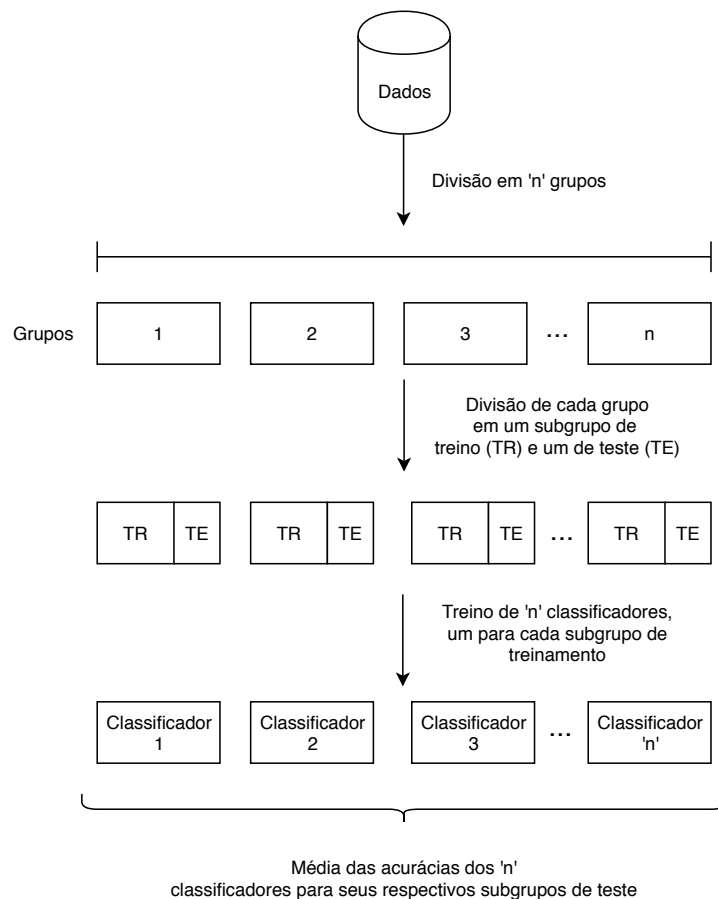 Dados
Divisão em 'n' grupos
Grupos
1
2
3
...
n
Divisão de cada grupo
em um subgrupo de
treino (TR) e um de teste (TE)
TR
TE
TR
TE
TR
TE
...
TR
TE
Treino de 'n' classificadores,
um para cada subgrupo de
treinamento
Classificador
1
Classificador
2
Classificador
3
...
Classificador
'n'
Média das acurácias dos 'n'
classificadores para seus respectivos subgrupos de teste